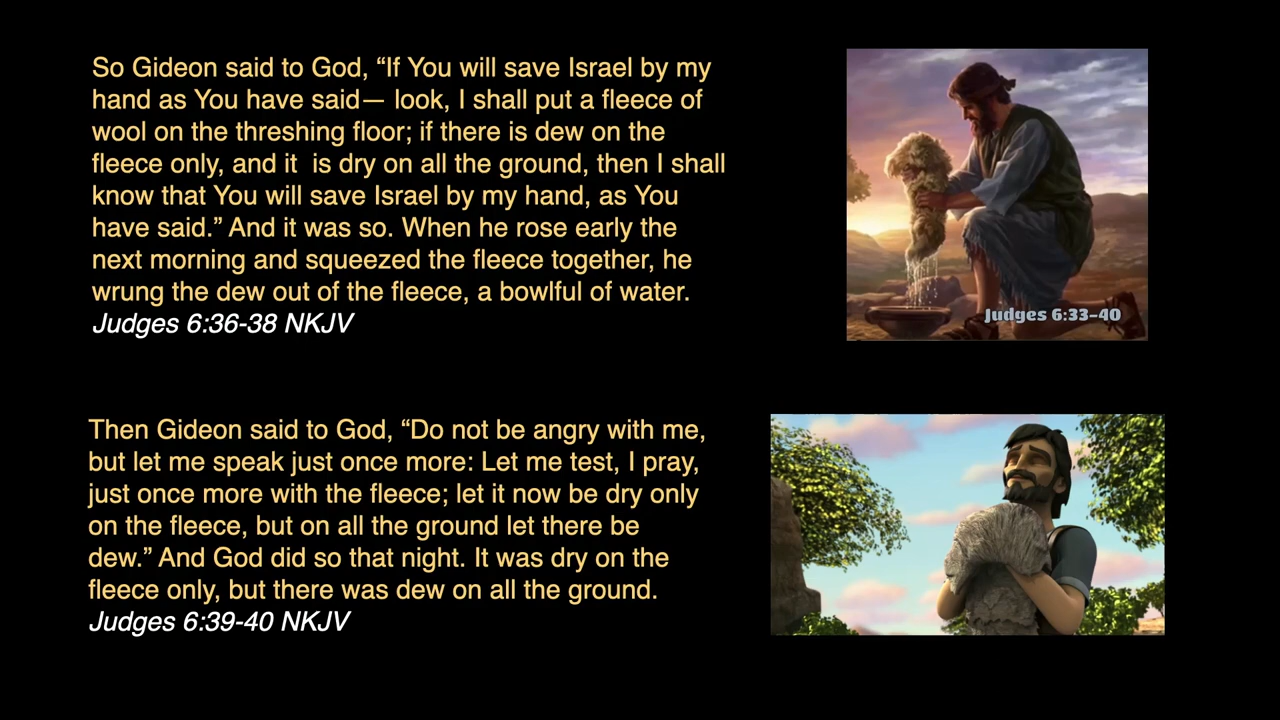 So Gideon said to God, “If You will save Israel by my
hand as You have said— look, I shall put a fleece of
wool on the threshing floor; if there is dew on the
fleece only, and it  is dry on all the ground, then I shall
know that You will save Israel by my hand, as You
have said.” And it was so. When he rose early the
next morning and squeezed the fleece together, he
wrung the dew out of the fleece, a bowlful of water.
Judges 6:36-38 NKJV
Judges 6:33-40
Then Gideon said to God, “Do not be angry with me,
but let me speak just once more: Let me test, I pray,
just once more with the fleece; let it now be dry only
on the fleece, but on all the ground let there be
dew.” And God did so that night. It was dry on the
fleece only, but there was dew on all the ground.
Judges 6:39-40 NKJV